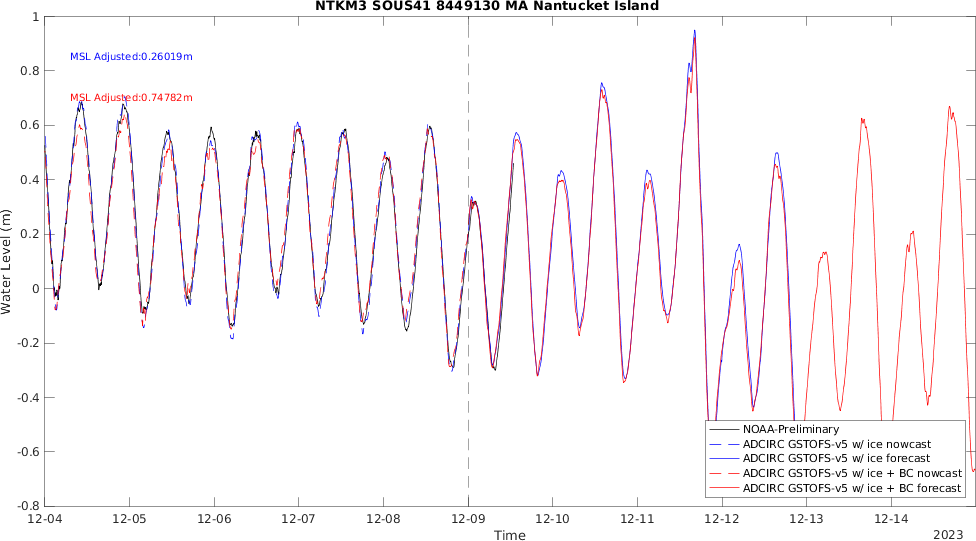 NTKM3 SOUS41 8449130 MA Nantucket Island
MSL Adjusted:0.26019m
MSL Adjusted:0.74782m
Water Level (m)
1
0.8
0.6
0.4
0.2
0
-0.2
-0.4
-0.6
-0.8
NOAA-Preliminary
ADCIRC GSTOFS-v5 w/ ice nowcast
ADCIRC GSTOFS-v5 w/ ice forecast
ADCIRC GSTOFS-v5 w/ ice + BC nowcast
ADCIRC GSTOFS-v5 w/ ice + BC forecast
12-04 12-05 12-06 12-07 12-08 12-09 12-10 12-11 12-12 12-13 12-14
Time
2023